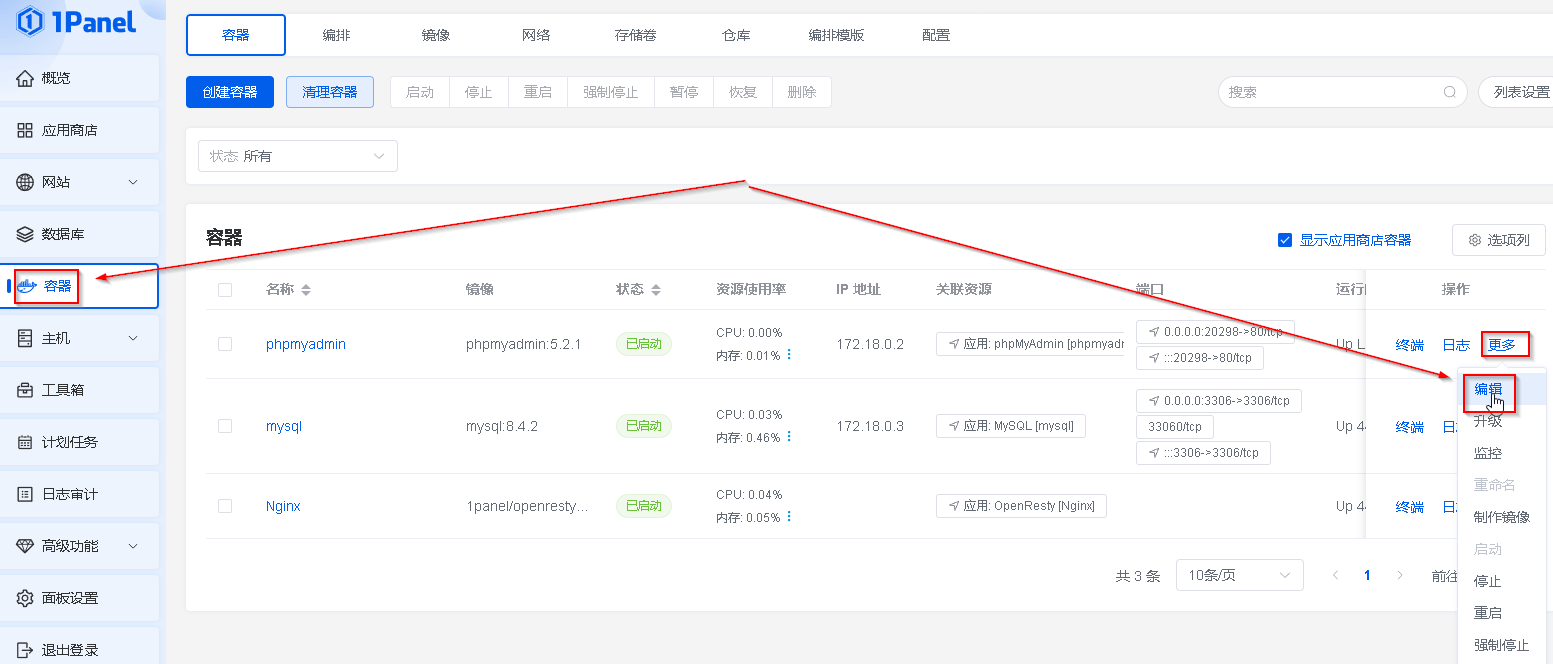 1Panel
概览
应用商店
网站
数据库
容器
主机
工具箱
计划任务
日志审计
高级功能
面板设置
退出登录
容器 编排 镜像 网络 存储卷 仓库 编排模版 配置
创建容器 清理容器 启动 停止 重启 强制停止 暂停 恢复 删除 搜索 列表设置
状态 所有
容器 显示应用商店容器 选项列
名称 镜像 状态 资源使用率 IP 地址 关联资源 端口 运行 操作
phpmyadmin phpmyadmin:5.2.1 已启动 CPU: 0.00% 172.18.0.2 应用: phpMyAdmin [phpmyadr 0.0.0.0:20298->80/tcp Up 终端 日志 更多
内存: 0.01% :::20298->80/tcp
mysql mysql:8.4.2 已启动 CPU: 0.03% 172.18.0.3 应用: MySQL [mysql] 0.0.0.0:3306->3306/tcp Up 4 终端
内存: 0.46% 33060/tcp
:::3306->3306/tcp
Nginx 1panel/openresty... 已启动 CPU: 0.04% 应用: OpenResty [Nginx] Up 4 终端
内存: 0.05%
共 3 条 10条/页 1 前往
编辑
升级
监控
重命名
制作镜像
启动
停止
重启
强制停止